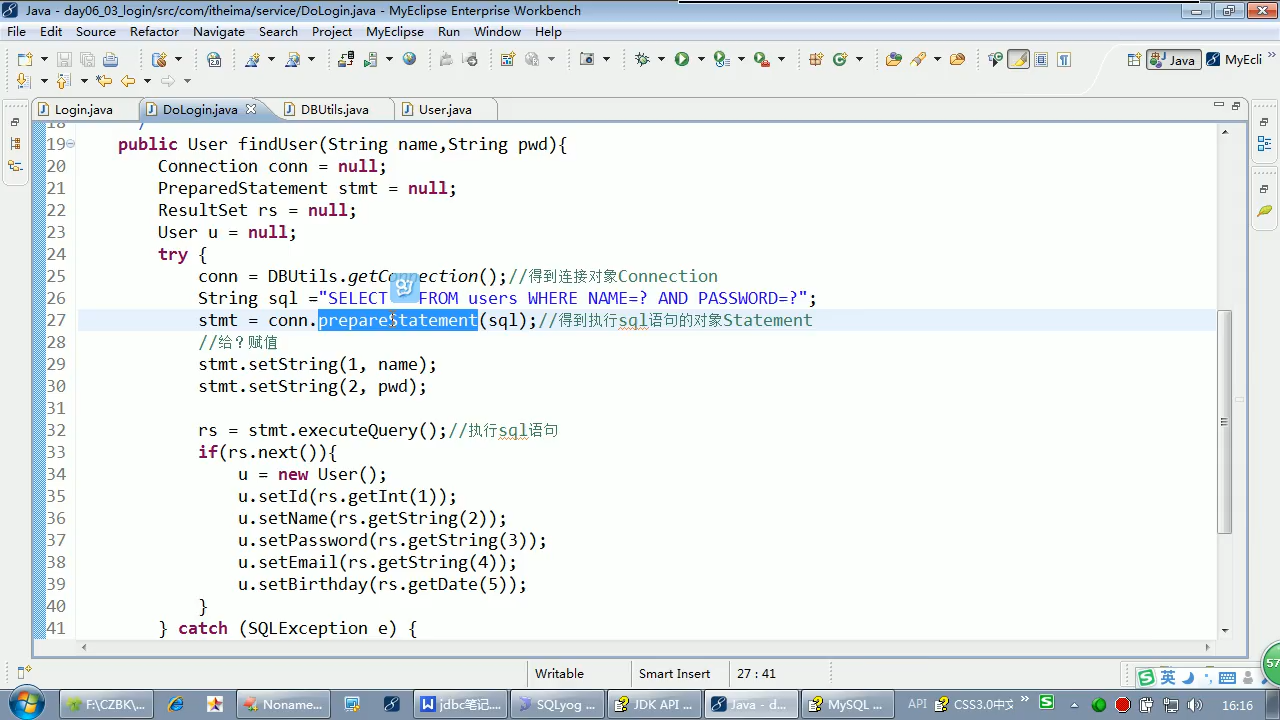 Java - day06_03_login/src/com/itheima/service/DoLogin.java - MyEclipse Enterprise Workbench
File Edit Source Refactor Navigate Search Project MyEclipse Run Window Help
Java MyEcli
Login.java DoLogin.java DBUtils.java User.java
18 */
19 public User findUser(String name,String pwd){
20 Connection conn = null;
21 PreparedStatement stmt = null;
22 ResultSet rs = null;
23 User u = null;
24 try {
25 conn = DBUtils.getConnection();//得到连接对象Connection
26 String sql ="SELECT FROM users WHERE NAME=? AND PASSWORD=?";
27 stmt = conn.prepareStatement(sql);//得到执行sql语句的对象Statement
28 //给？赋值
29 stmt.setString(1, name);
30 stmt.setString(2, pwd);
31
32 rs = stmt.executeQuery();//执行sql语句
33 if(rs.next()){
34 u = new User();
35 u.setId(rs.getInt(1));
36 u.setName(rs.getString(2));
37 u.setPassword(rs.getString(3));
38 u.setEmail(rs.getString(4));
39 u.setBirthday(rs.getDate(5));
40 }
41 } catch (SQLException e) {
Writable Smart Insert 27 : 41
57
英
F:\CZBK\... Noname... jdbc笔记... SQLyog ... JDK API ... Java - d... MySQL ... API CSS3.0中文 16:16